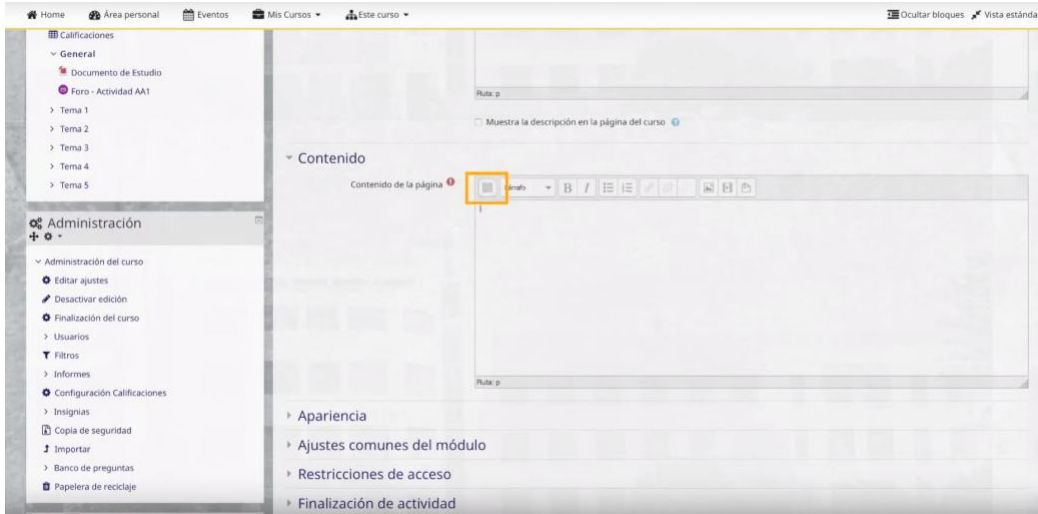 Home Área personal Eventos Mis Cursos Este curso Ocultar bloques Vista estánda
Calificaciones
General
Documento de Estudio
Foro - Actividad AA1
Tema 1
Tema 2
Tema 3
Tema 4
Tema 5
Administración
Administración del curso
Editar ajustes
Desactivar edición
Finalización del curso
Usuarios
Filtros
Informes
Configuración Calificaciones
Insignias
Copia de seguridad
Importar
Banco de preguntas
Papelera de reciclaje
Ruta: p
Muestra la descripción en la página del curso
Contenido
Contenido de la página
B I
Ruta: p
Apariencia
Ajustes comunes del módulo
Restricciones de acceso
Finalización de actividad